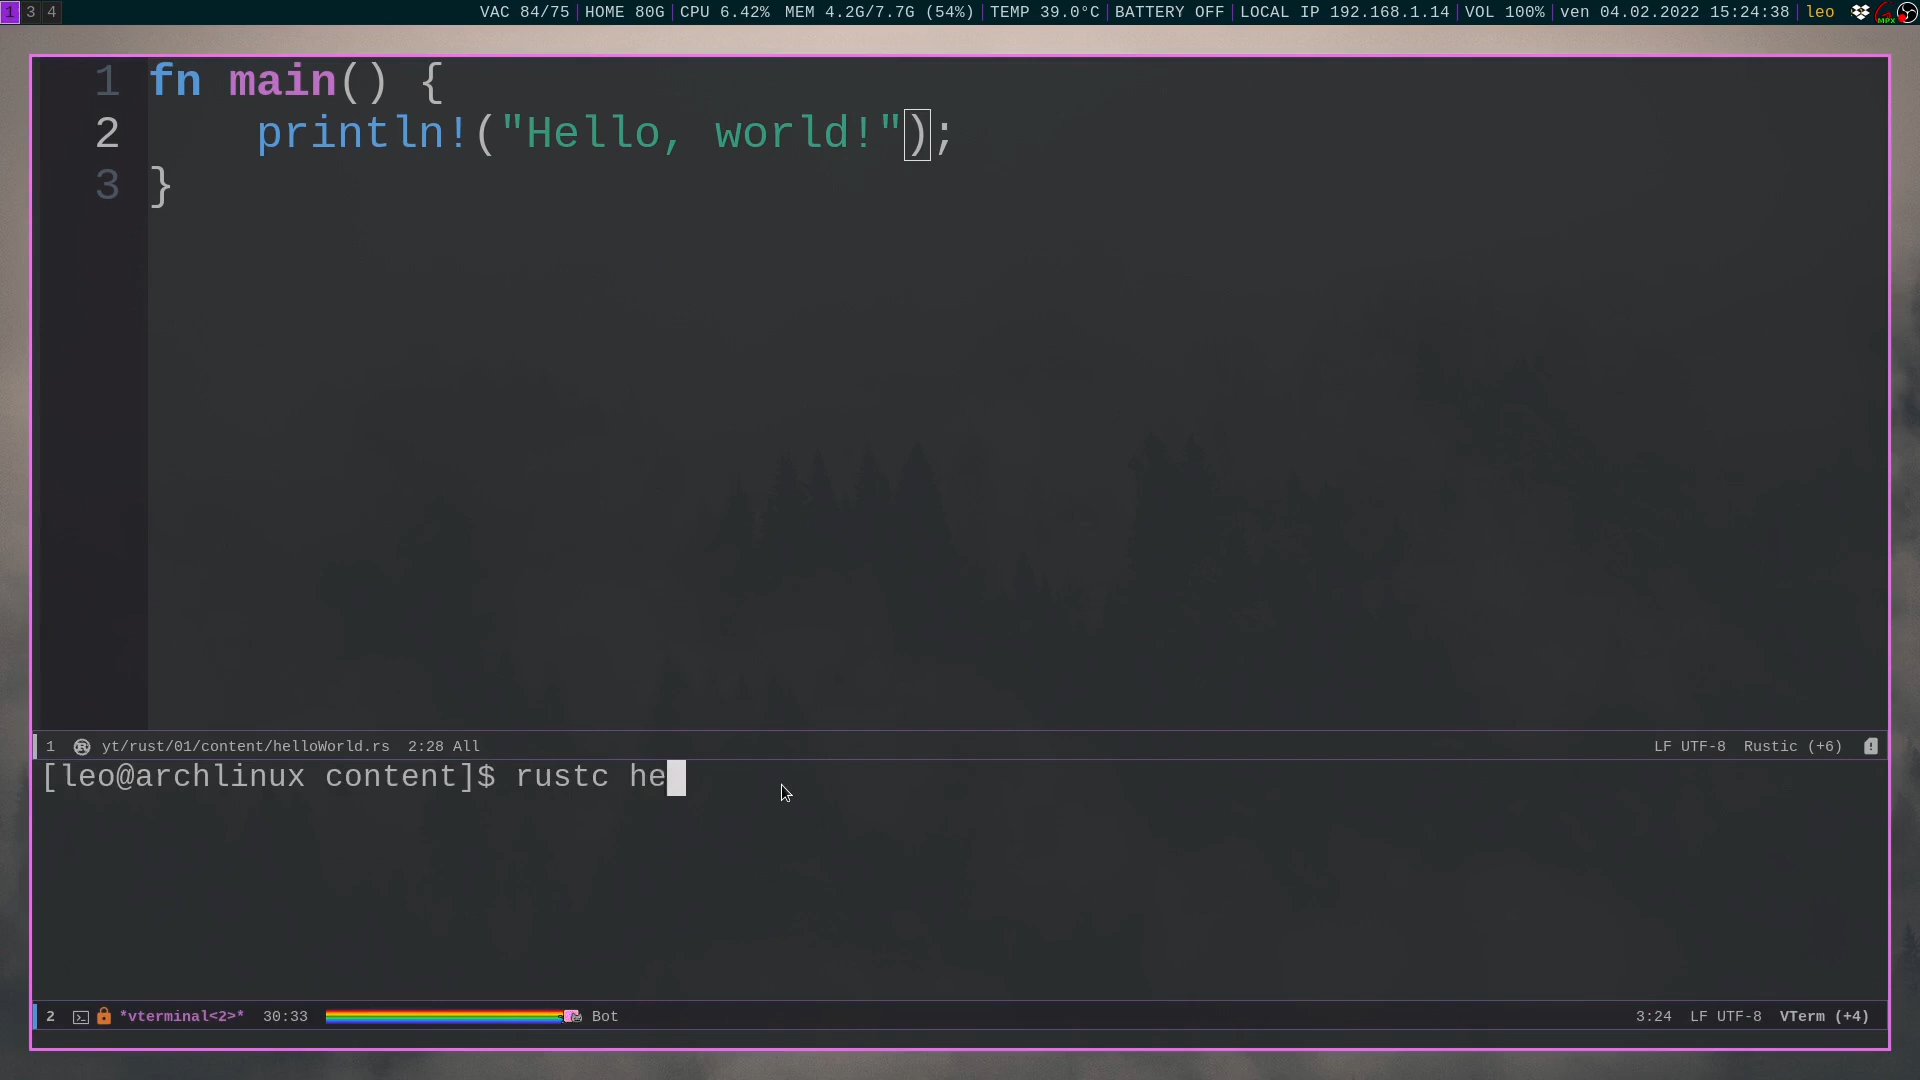 1 3 4 VAC 84/75 HOME 80G CPU 6.42% MEM 4.2G/7.7G (54%) TEMP 39.0°C BATTERY OFF LOCAL IP 192.168.1.14 VOL 100% ven 04.02.2022 15:24:38 leo MPX
1 fn main() {
2     println!("Hello, world!");
3 }
1 yt/rust/01/content/helloWorld.rs 2:28 All LF UTF-8 Rustic (+6)
[leo@archlinux content]$ rustc he
2 *vterminal<2>* 30:33 Bot 3:24 LF UTF-8 VTerm (+4)